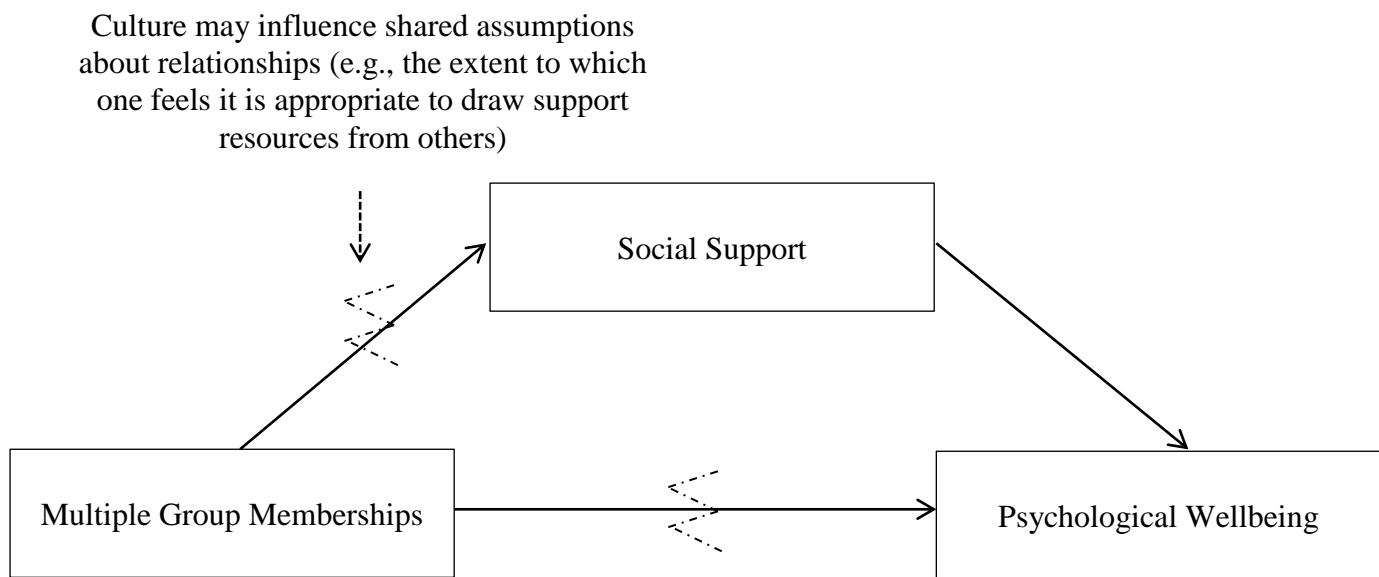 Culture may influence shared assumptions
about relationships (e.g., the extent to which
one feels it is appropriate to draw support
resources from others)
Social Support
Multiple Group Memberships
Psychological Wellbeing